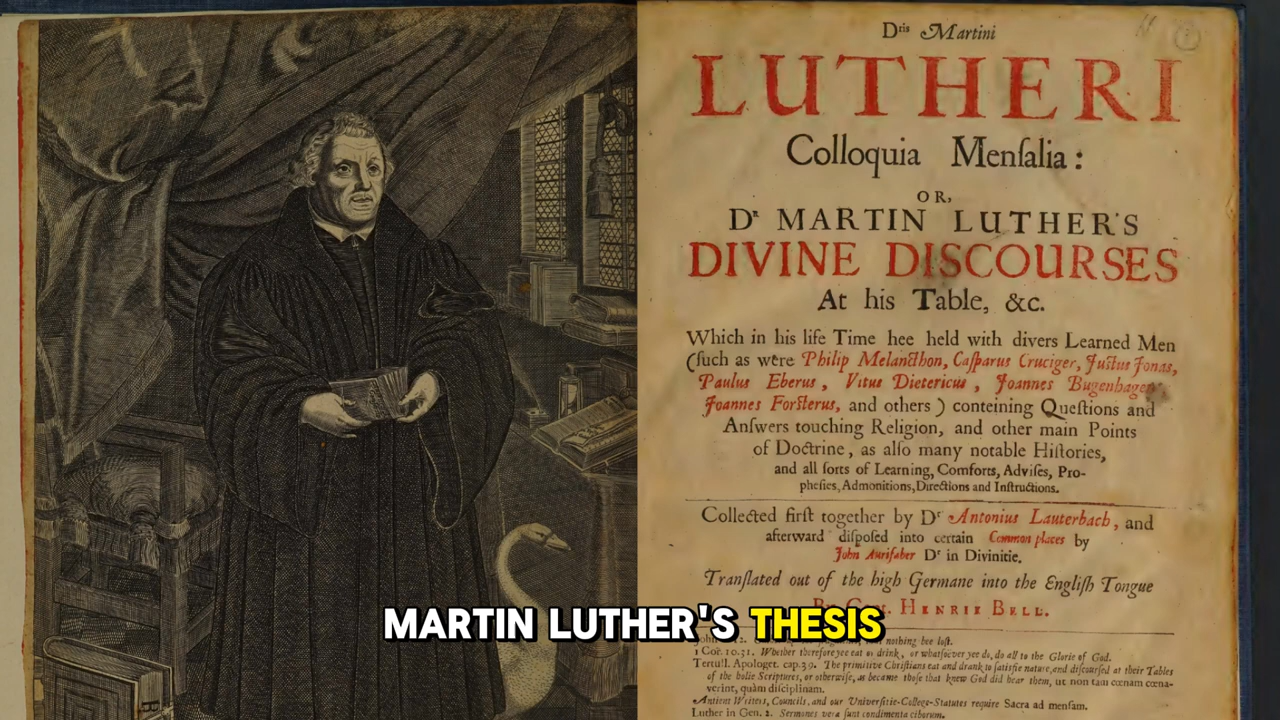 Dris Martini
LUTHERI
Colloquia Menſalia:
OR,
Dr MARTIN LUTHER'S
DIVINE DISCOURSES
At his Table, &c.
Which in his life Time hee held with divers Learned Men
(ſuch as were Philip Melancthon, Caſparus Cruciger, Juſtus Jonas,
Paulus Eberus, Vitus Dietericus, Joannes Bugenhagen
Joannes Forſterus, and others) conteining Queſtions and
Anſwers touching Religion, and other main Points
of Doctrine, as alſo many notable Hiſtories,
and all ſorts of Learning, Comforts, Adviſes, Pro-
pheſies, Admonitions, Directions and Inſtructions.
Collected firſt together by Dr Antonius Lauterbach, and
afterward diſpoſed into certain Common places by
John Aurifaber Dr in Divinitie.
Tranſlated out of the high Germane into the Engliſh Tongue
HENRIE BELL.
MARTIN LUTHER'S THESIS
nothing bee loſt.
1 Cor. 10.31. Whether therefore yee eat or drink, or whatſoever yee do, do all to the Glorie of God.
Tertull. Apologet. cap. 39. The primitive Chriſtians eat and drank to ſatisfie nature, and diſcourſed at their Tables
of the holie Scriptures, or otherwiſe, as became thoſe that knew God did hear them, ut non tam cœnam cœna-
verint, quàm diſciplinam.
Antient Writers, Councils, and our Univerſitie-College-Statutes require Sacra ad menſam.
Luther in Gen. 2. Sermones vera ſunt condimenta ciborum.